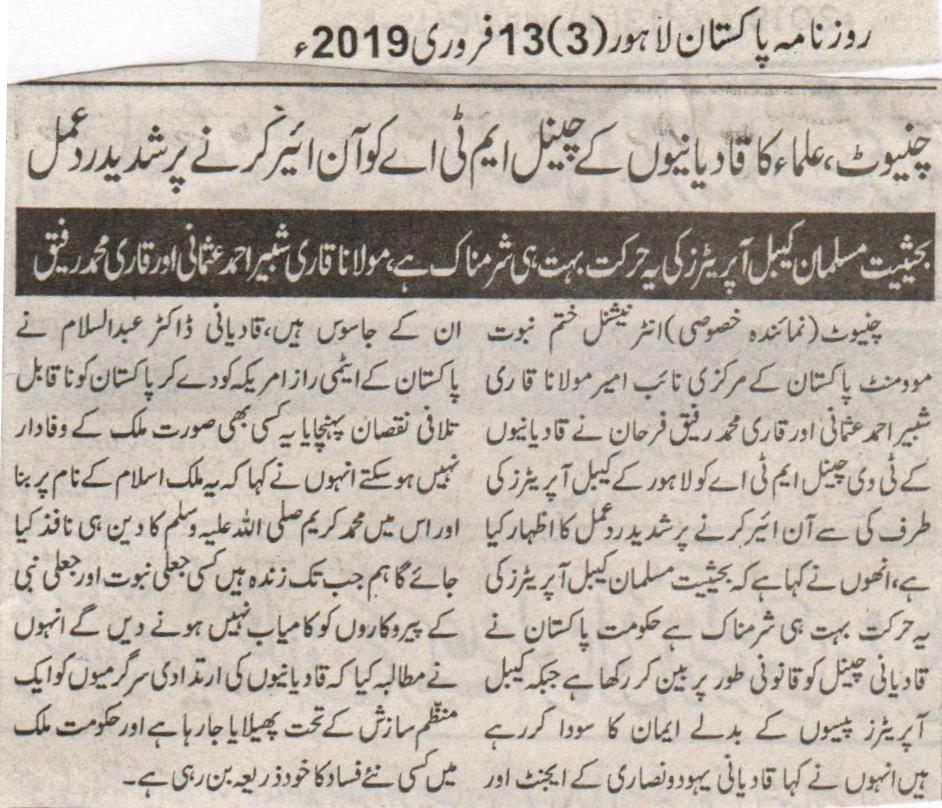 روزنامہ پاکستان لاہور (3) 13 فروری 2019ء
چنیوٹ، علماء کا قادیانیوں کے چینل ایم ٹی اے کو آن ائیر کرنے پر شدید ردعمل
بحثیت مسلمان کیبل آپریٹرز کی یہ حرکت بہت ہی شرمناک ہے، مولانا قاری شبیر احمد عثمانی اور قاری محمد رفیق
چنیوٹ (نمائندہ خصوصی) انٹرنیشنل ختم نبوت
موومنٹ پاکستان کے مرکزی نائب امیر مولانا قاری
شبیر احمد عثمانی اور قاری محمد رفیق فرحان نے قادیانیوں
کے ٹی وی چینل ایم ٹی اے کو لاہور کے کیبل آپریٹرز کی
طرف کی سے آن ائیر کرنے پر شدید ردعمل کا اظہار کیا
ہے، انھوں نے کہا ہے کہ بحثیت مسلمان کیبل آپریٹرز کی
یہ حرکت بہت ہی شرمناک ہے حکومت پاکستان نے
قادیانی چینل کو قانونی طور پر بین کر رکھا ہے جبکہ کیبل
آپریٹرز پیسوں کے بدلے ایمان کا سودا کر رہے
ہیں انہوں نے کہا قادیانی یہود و نصاری کے ایجنٹ اور
ان کے جاسوس ہیں، قادیانی ڈاکٹر عبدالسلام نے
پاکستان کے ایٹمی راز امریکہ کو دے کر پاکستان کو ناقابل
تلافی نقصان پہنچایا یہ کسی بھی صورت ملک کے وفادار
نہیں ہو سکتے انہوں نے کہا کہ یہ ملک اسلام کے نام پر بنا
اور اس میں محمد کریم صلی اللہ علیہ وسلم کا دین ہی نافذ کیا
جائے گا ہم جب تک زندہ ہیں کسی جعلی نبوت اور جعلی نبی
کے پیروکاروں کو کامیاب نہیں ہونے دیں گے انہوں
نے مطالبہ کیا کہ قادیانیوں کی ارتدادی سرگرمیوں کو ایک
منظم سازش کے تحت پھیلایا جا رہا ہے اور حکومت ملک
میں کسی نئے فساد کا خود ذریعہ بن رہی ہے۔